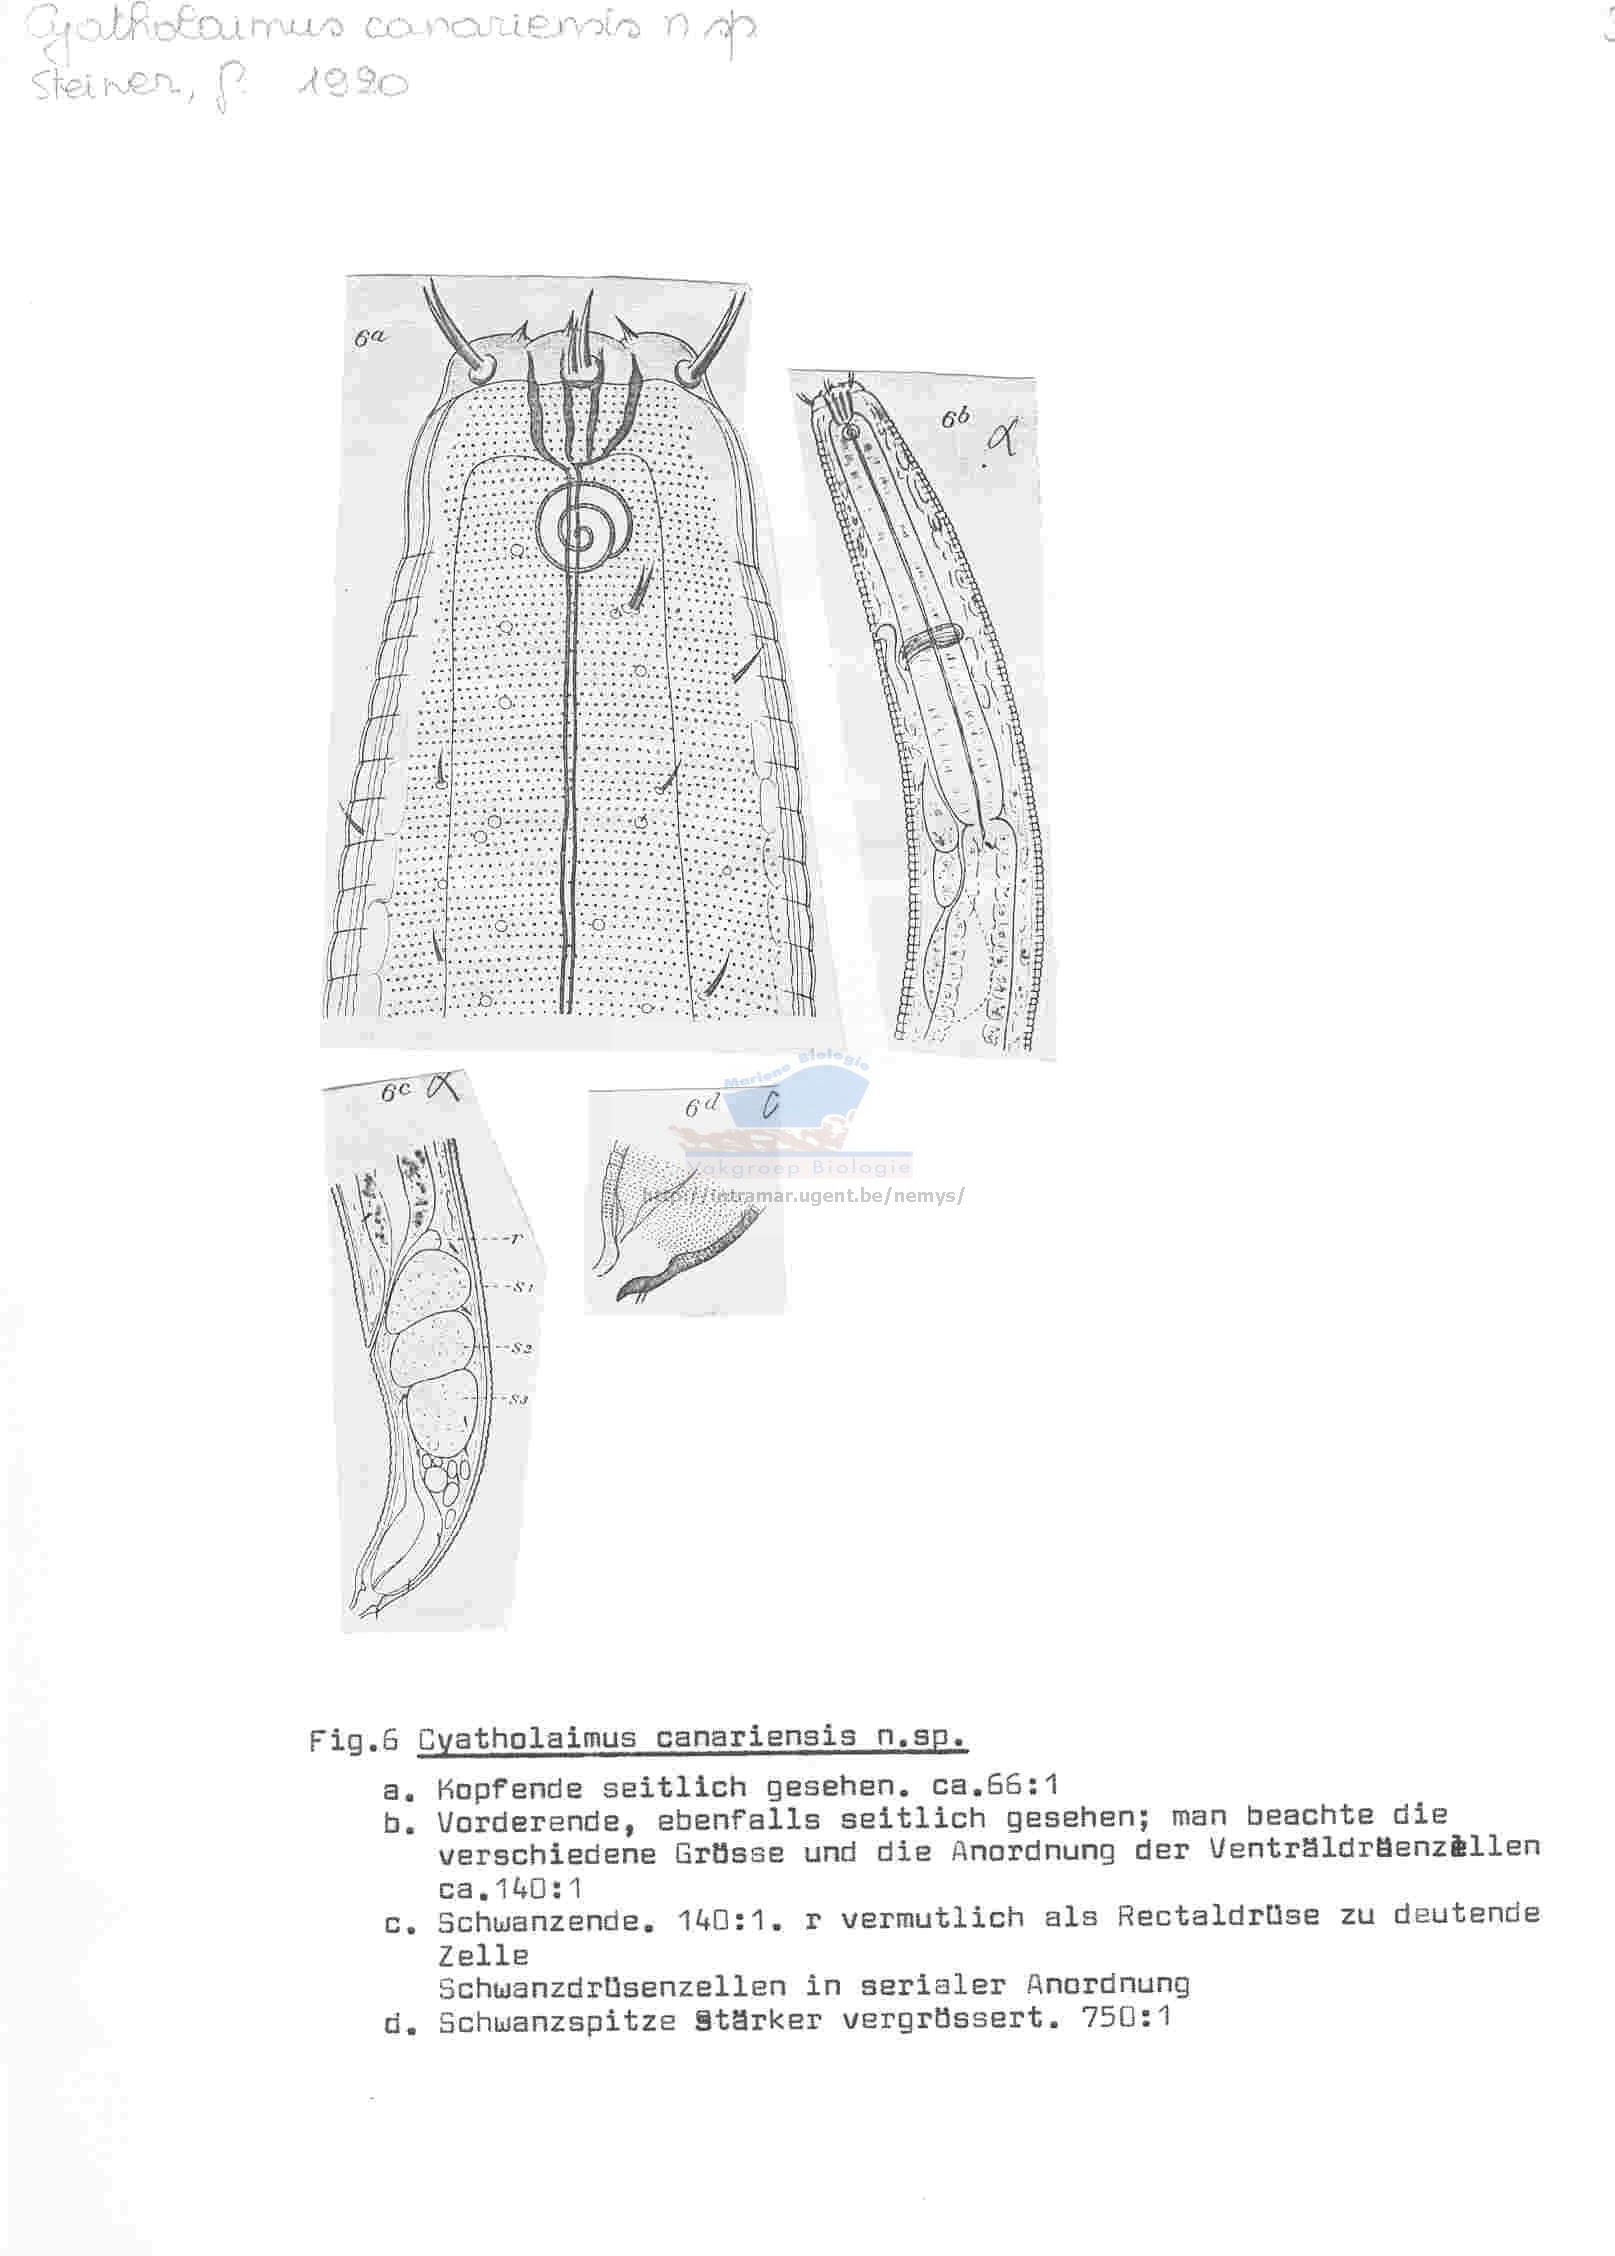 Cyatholaimus canariensis n sp
Steiner, G. 1920
6a
6b
α
6c α
6d C
r
S1
S2
S3
Mariene Biologie
Vakgroep Biologie
http://intramar.ugent.be/nemys/
Fig.6 Cyatholaimus canariensis n.sp.
a. Kopfende seitlich gesehen. ca.66:1
b. Vorderende, ebenfalls seitlich gesehen; man beachte die
verschiedene Grösse und die Anordnung der Ventrăldrüenzellen
ca.140:1
c. Schwanzende. 140:1. r vermutlich als Rectaldrüse zu deutende
Zelle
Schwanzdrüsenzellen in serialer Anordnung
d. Schwanzspitze stärker vergrössert. 750:1